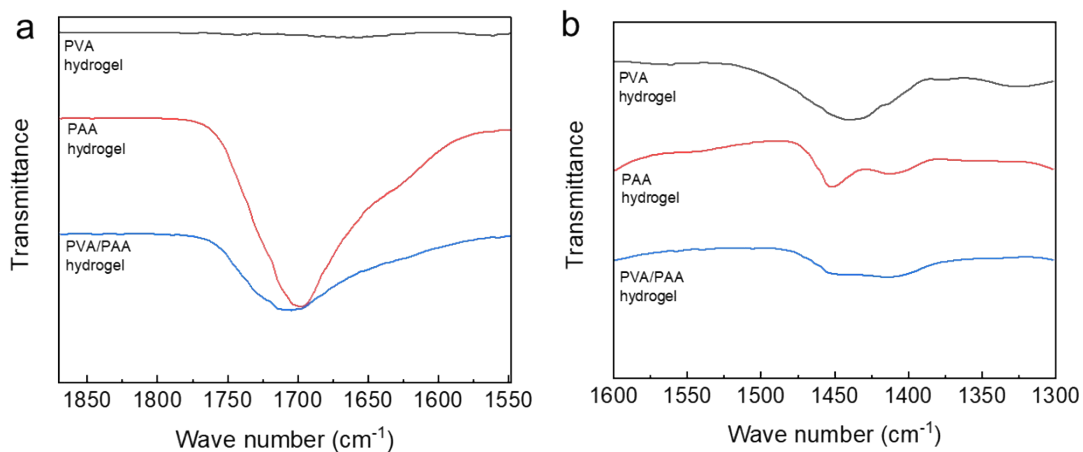 a
PVA
hydrogel
PAA
hydrogel
PVA/PAA
hydrogel
Transmittance
1850 1800 1750 1700 1650 1600 1550
Wave number (cm⁻¹)
b
PVA
hydrogel
PAA
hydrogel
PVA/PAA
hydrogel
Transmittance
1600 1550 1500 1450 1400 1350 1300
Wave number (cm⁻¹)